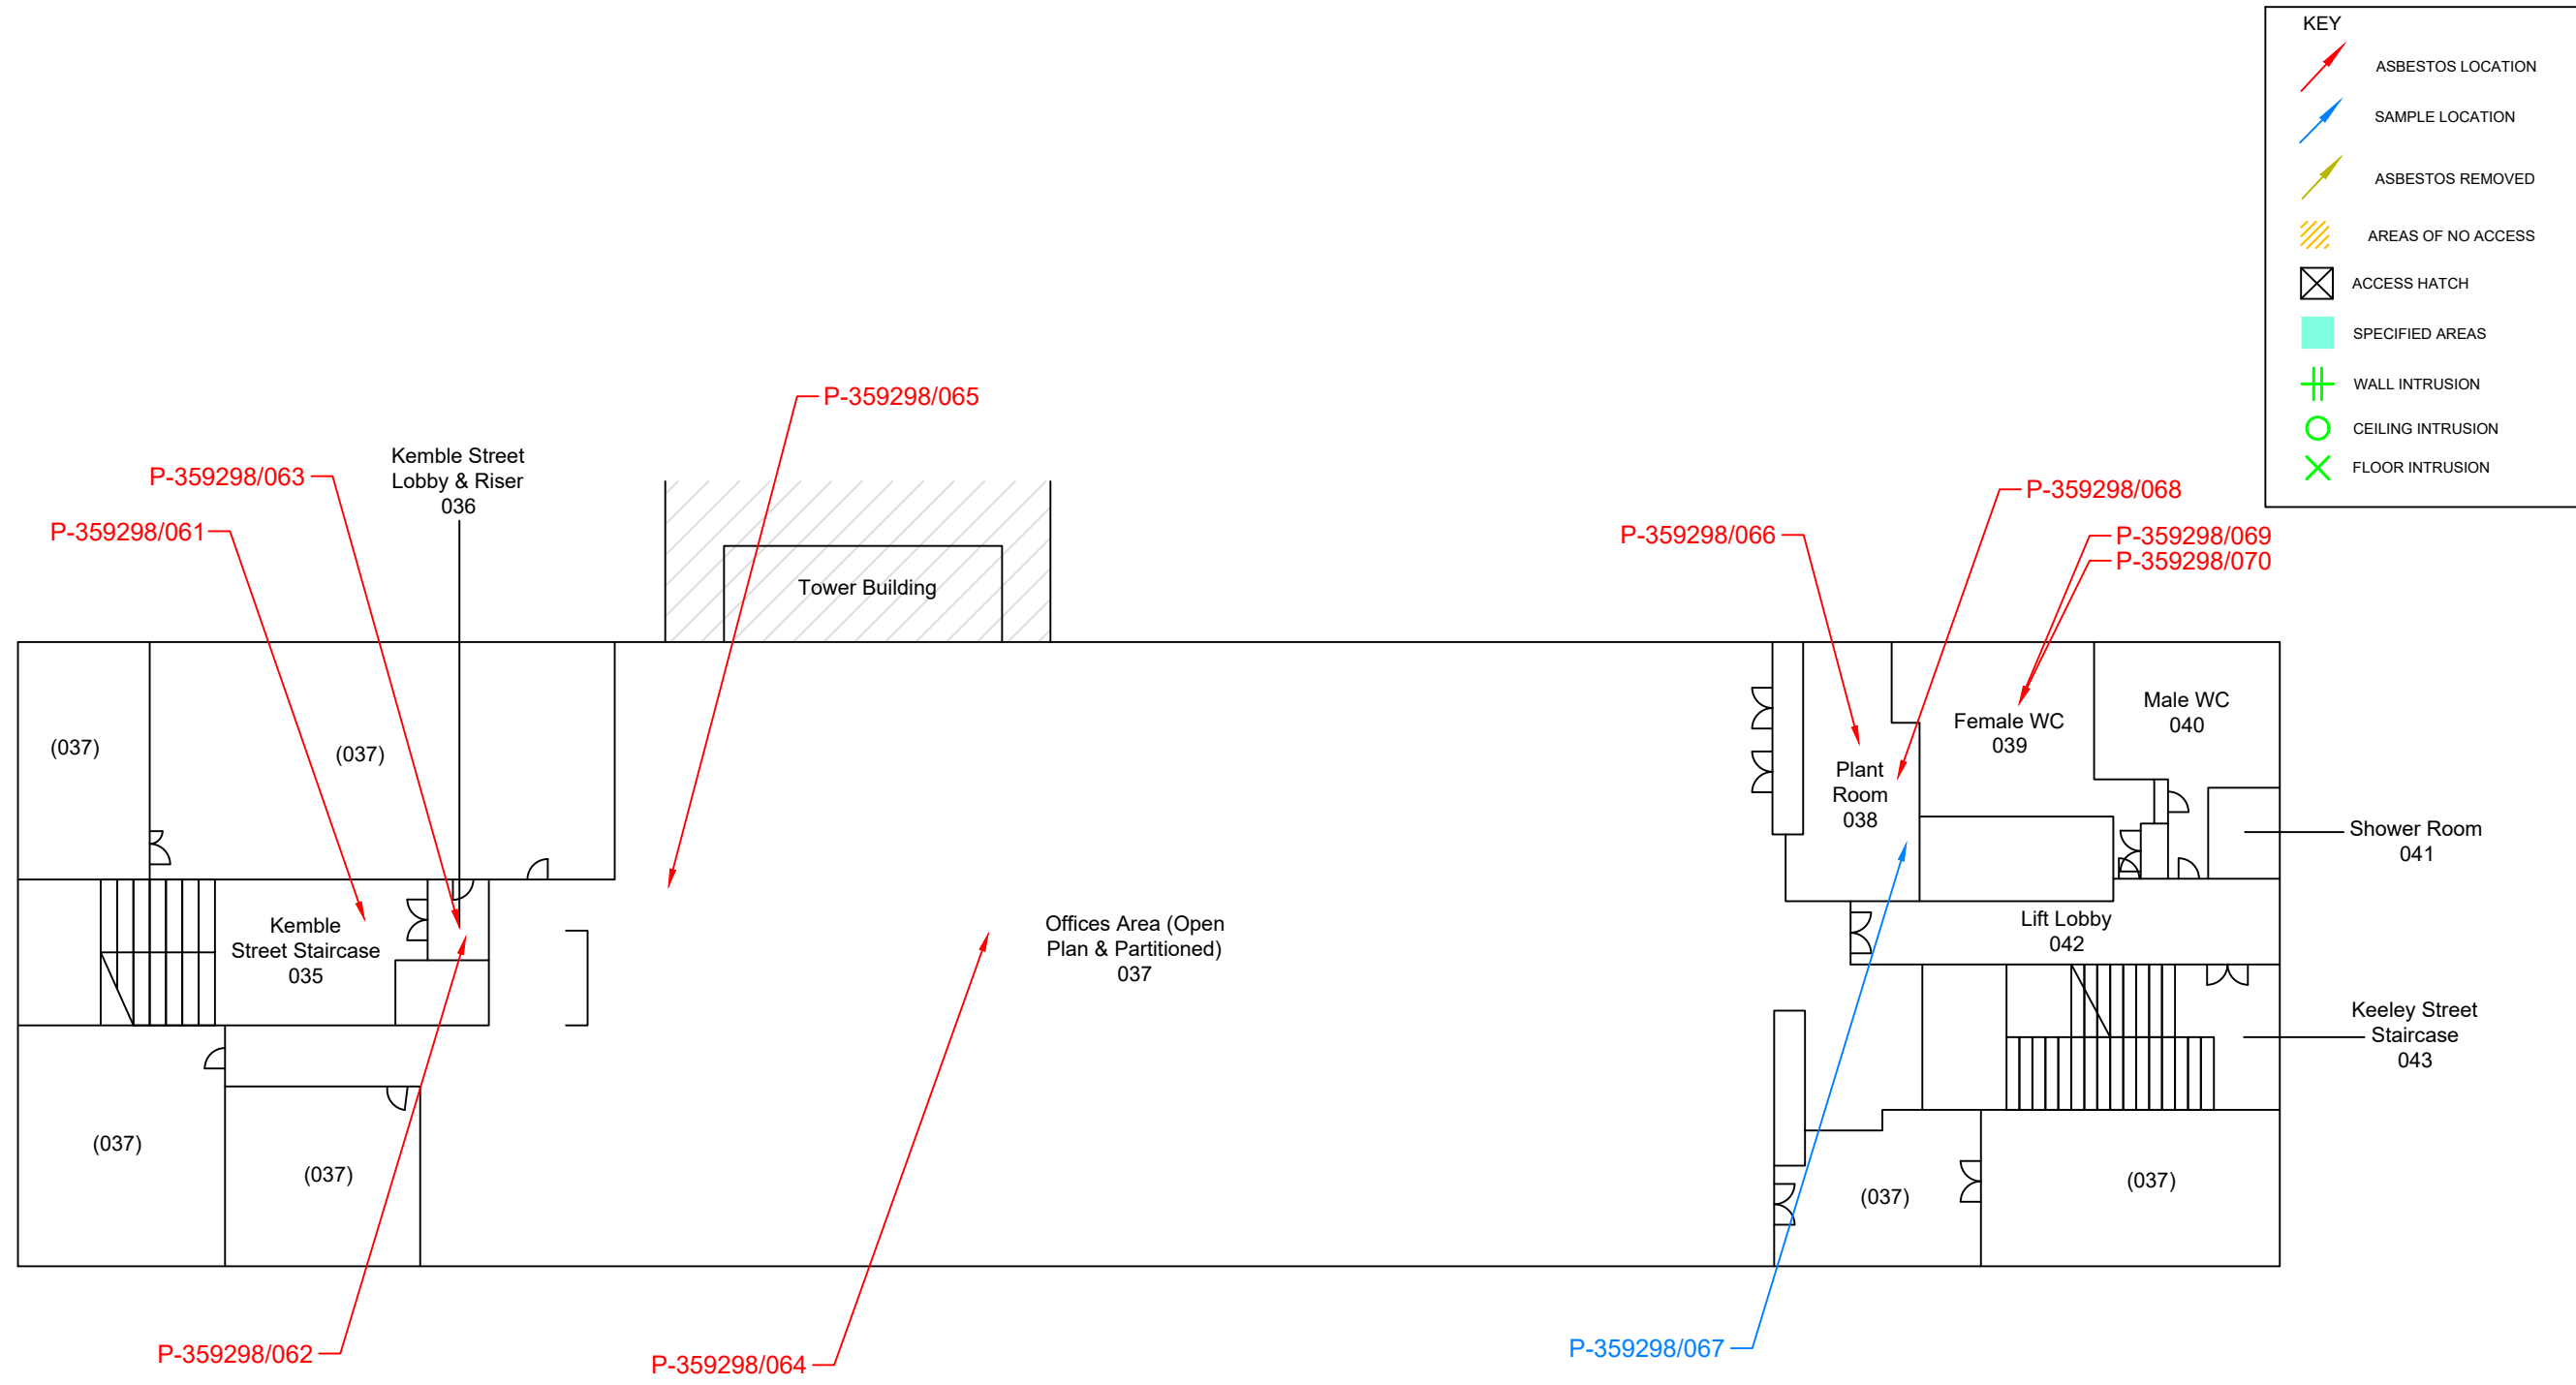 KEY
ASBESTOS LOCATION
SAMPLE LOCATION
ASBESTOS REMOVED
AREAS OF NO ACCESS
ACCESS HATCH
SPECIFIED AREAS
WALL INTRUSION
CEILING INTRUSION
FLOOR INTRUSION
P-359298/065
Kemble Street
Lobby & Riser
036
P-359298/063
P-359298/061
P-359298/068
P-359298/066
P-359298/069
P-359298/070
Tower Building
(037)
(037)
Female WC
039
Male WC
040
Plant
Room
038
Shower Room
041
Kemble
Street Staircase
035
Offices Area (Open
Plan & Partitioned)
037
Lift Lobby
042
Keeley Street
Staircase
043
(037)
(037)
(037)
(037)
P-359298/062
P-359298/064
P-359298/067